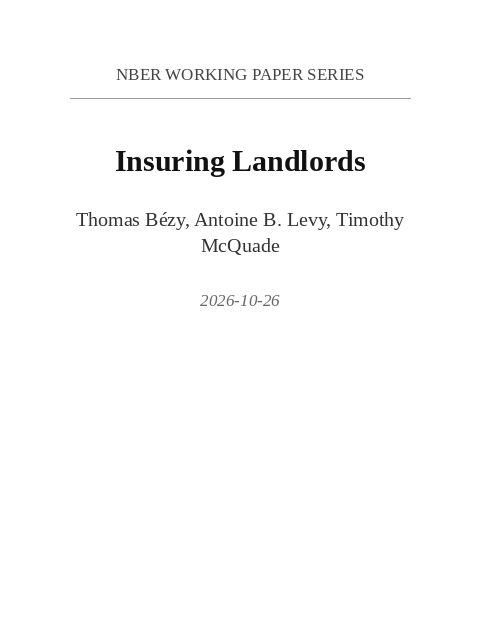 NBER WORKING PAPER SERIES
Insuring Landlords
Thomas Bézy, Antoine B. Levy, Timothy
McQuade
2026-10-26